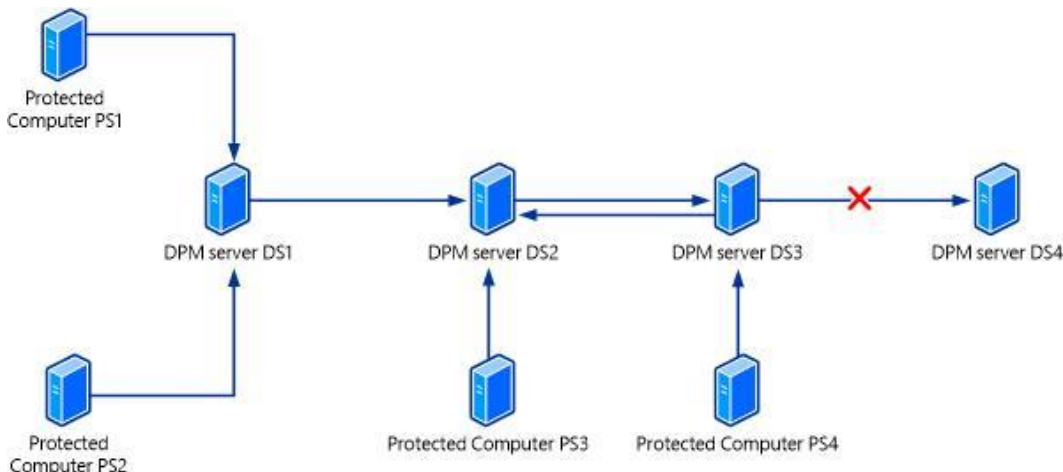 Protected
Computer PS1
DPM server DS1
DPM server DS2
DPM server DS3
DPM server DS4
Protected
Computer PS2
Protected Computer PS3
Protected Computer PS4